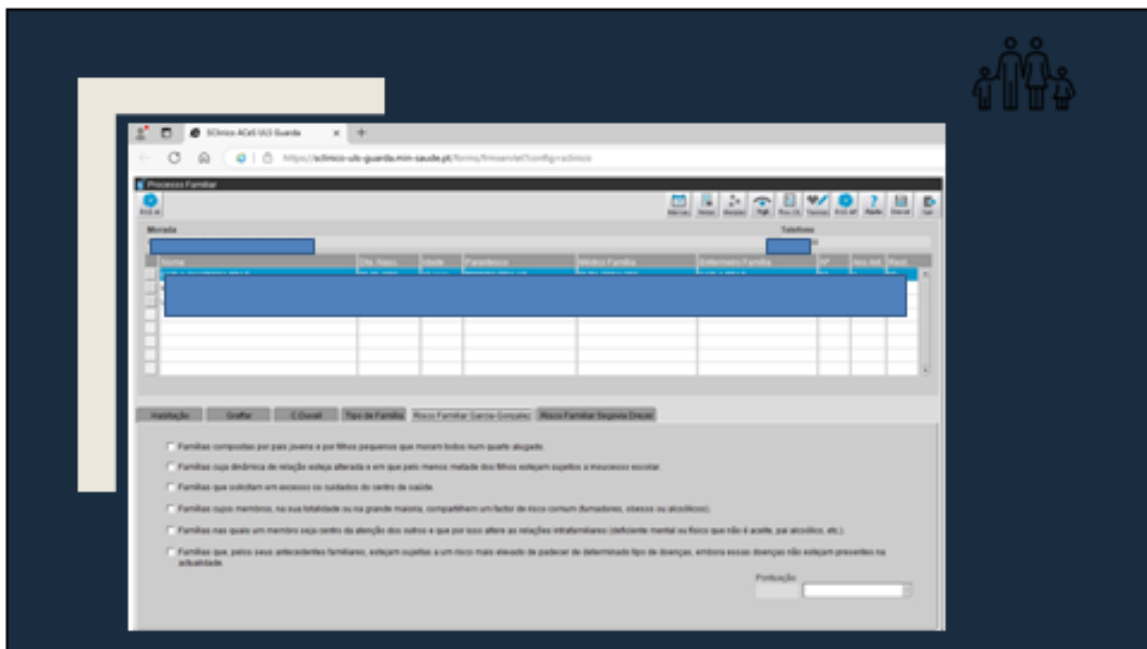 SClínico ACeS ULS Guarda
https://sclinico-uls-guarda.min-saude.pt/forms/frmservlet?config=sclinico
Processo Familiar
Morada Telefone
Nome Dta. Nasc. Idade Parentesco Médico Família Enfermeiro Família Nº
Habitação Graffar C.Duvall Tipo de Família Risco Familiar Garcia-Gonzalez Risco Familiar Segovia Dreyer
Famílias compostas por pais jovens e por filhos pequenos que moram todos num quarto alugado.
Famílias cuja dinâmica de relação esteja alterada e em que pelo menos metade dos filhos estejam sujeitos a insucesso escolar.
Famílias que solicitam em excesso os cuidados do centro de saúde.
Famílias cujos membros, na sua totalidade ou na grande maioria, compartilhem um factor de risco comum (fumadores, obesos ou alcoólicos).
Famílias nas quais um membro seja centro da atenção dos outros e que por isso altere as relações intrafamiliares (deficiente mental ou físico que não é aceite, pai alcoólico, etc.).
Famílias que, pelos seus antecedentes familiares, estejam sujeitas a um risco mais elevado de padecer de determinado tipo de doenças, embora essas doenças não estejam presentes na
actualidade.
Pontuação